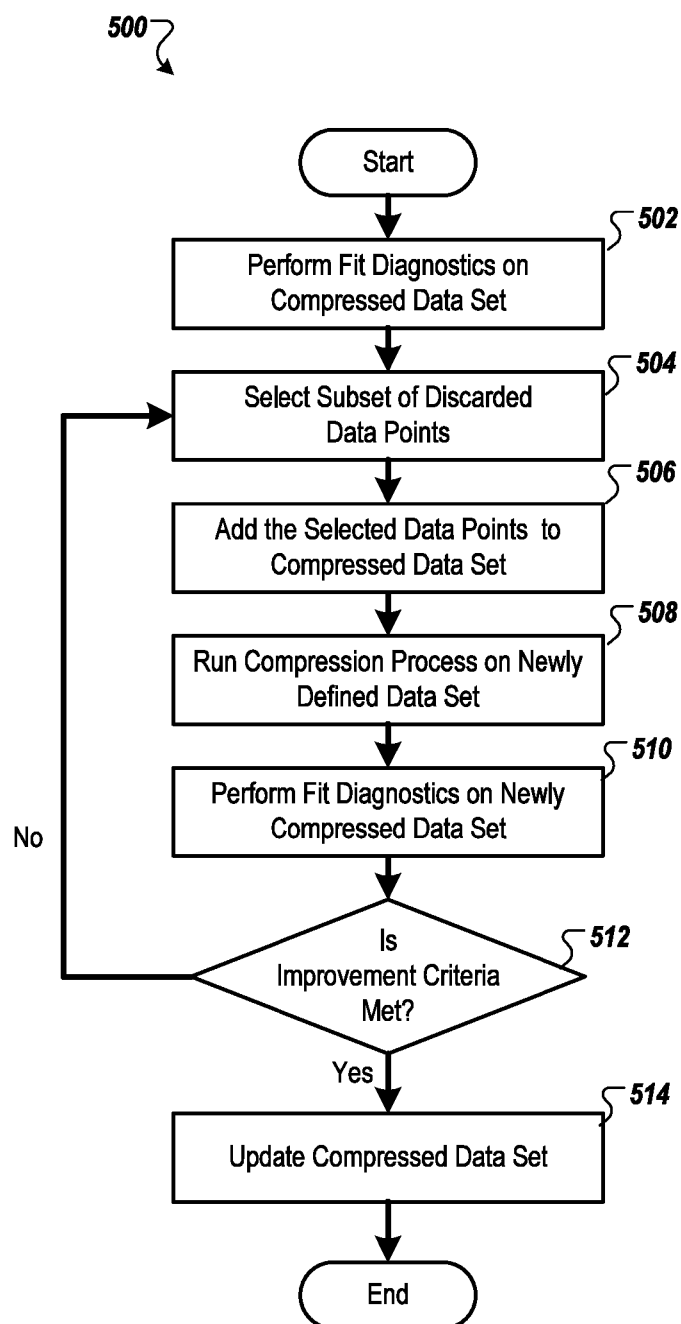 500
Start
502
Perform Fit Diagnostics on
Compressed Data Set
504
Select Subset of Discarded
Data Points
506
Add the Selected Data Points to
Compressed Data Set
508
Run Compression Process on Newly
Defined Data Set
510
Perform Fit Diagnostics on Newly
Compressed Data Set
No
512
Is
Improvement Criteria
Met?
Yes
514
Update Compressed Data Set
End